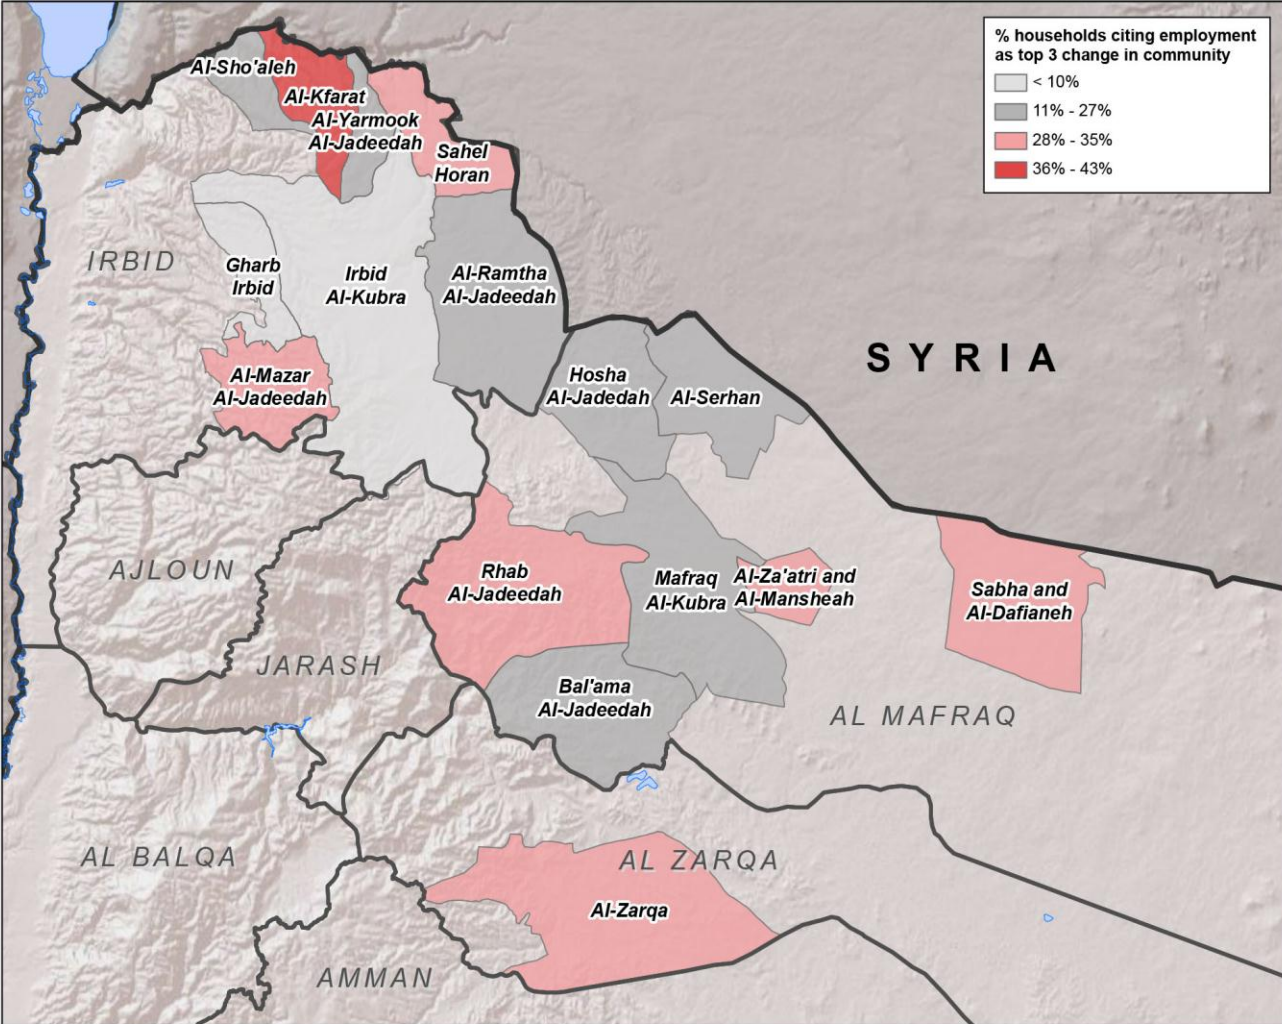 % households citing employment
as top 3 change in community
< 10%
11% - 27%
28% - 35%
36% - 43%
Al-Sho'aleh
Al-Kfarat
Al-Yarmook
Al-Jadeedah
Sahel
Horan
IRBID
Gharb
Irbid
Irbid
Al-Kubra
Al-Ramtha
Al-Jadeedah
SYRIA
Al-Mazar
Al-Jadeedah
Hosha
Al-Jadedah
Al-Serhan
AJLOUN
Rhab
Al-Jadeedah
Mafraq
Al-Kubra
Al-Za'atri and
Al-Mansheah
Sabha and
Al-Dafianeh
JARASH
Bal'ama
Al-Jadeedah
AL MAFRAQ
AL BALQA
AL ZARQA
Al-Zarqa
AMMAN